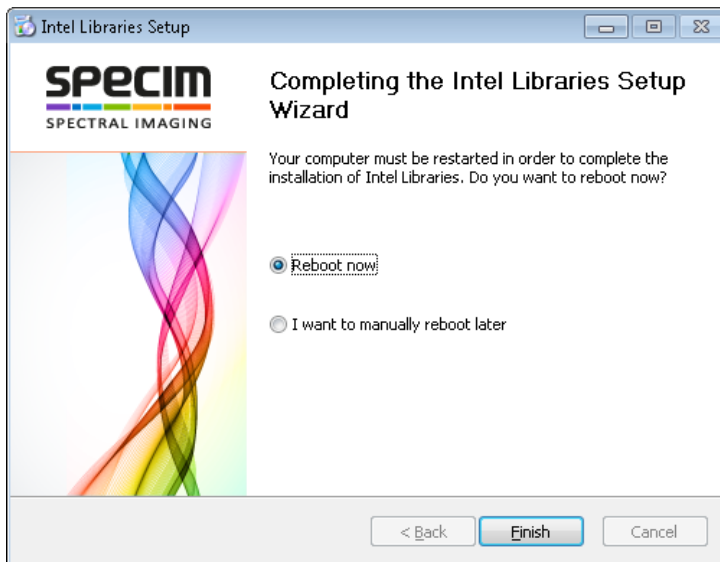 Intel Libraries Setup
SPECIM
SPECTRAL IMAGING
Completing the Intel Libraries Setup
Wizard
Your computer must be restarted in order to complete the
installation of Intel Libraries. Do you want to reboot now?
Reboot now
I want to manually reboot later
< Back
Finish
Cancel